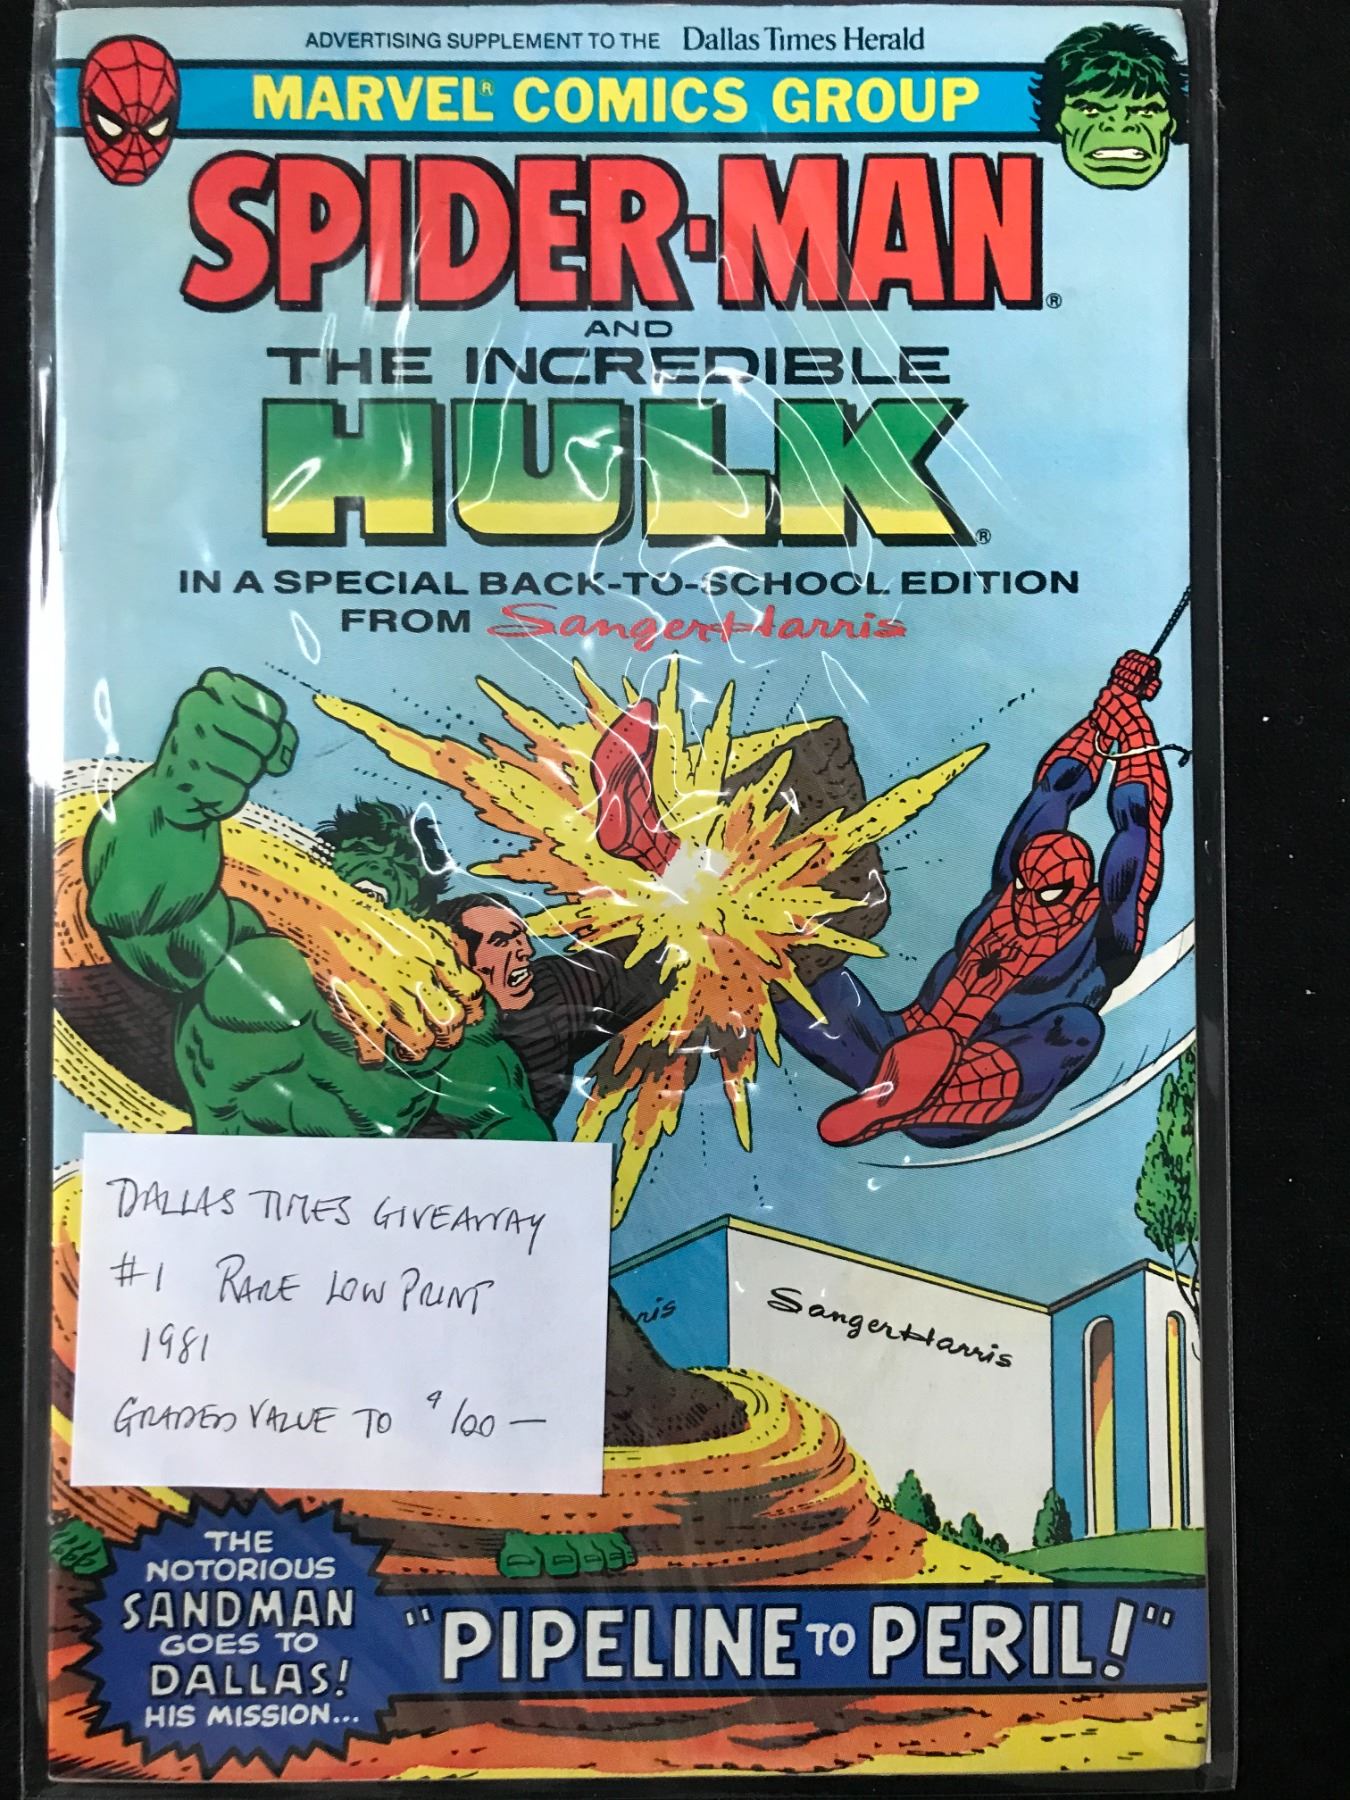 ADVERTISING SUPPLEMENT TO THE Dallas Times Herald
MARVEL® COMICS GROUP
SPIDER-MAN®
AND
THE INCREDIBLE
HULK®
IN A SPECIAL BACK-TO-SCHOOL EDITION
FROM SangerHarris
DALLAS TIMES GIVEAWAY
#1 RARE LOW PRINT
1981
GRADED VALUE TO $100—
ris
SangerHarris
THE
NOTORIOUS
SANDMAN
GOES TO
DALLAS!
HIS MISSION...
"PIPELINE TO PERIL!"